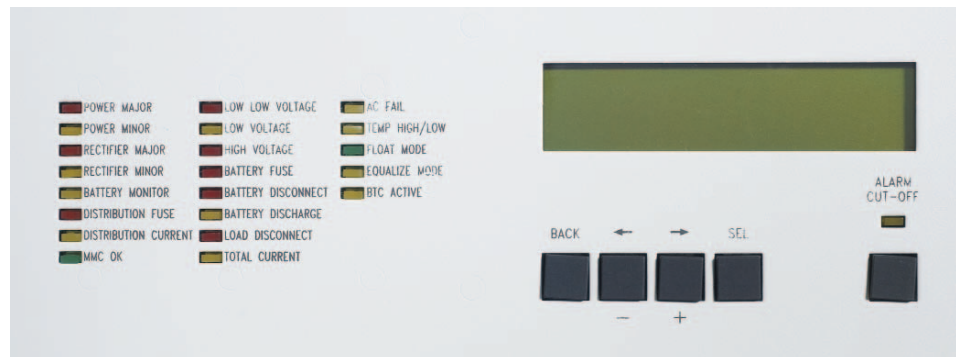 POWER MAJOR
POWER MINOR
RECTIFIER MAJOR
RECTIFIER MINOR
BATTERY MONITOR
DISTRIBUTION FUSE
DISTRIBUTION CURRENT
MMC OK
LOW LOW VOLTAGE
LOW VOLTAGE
HIGH VOLTAGE
BATTERY FUSE
BATTERY DISCONNECT
BATTERY DISCHARGE
LOAD DISCONNECT
TOTAL CURRENT
AC FAIL
TEMP HIGH/LOW
FLOAT MODE
EQUALIZE MODE
BTC ACTIVE
BACK ← → SEL
− +
ALARM
CUT-OFF